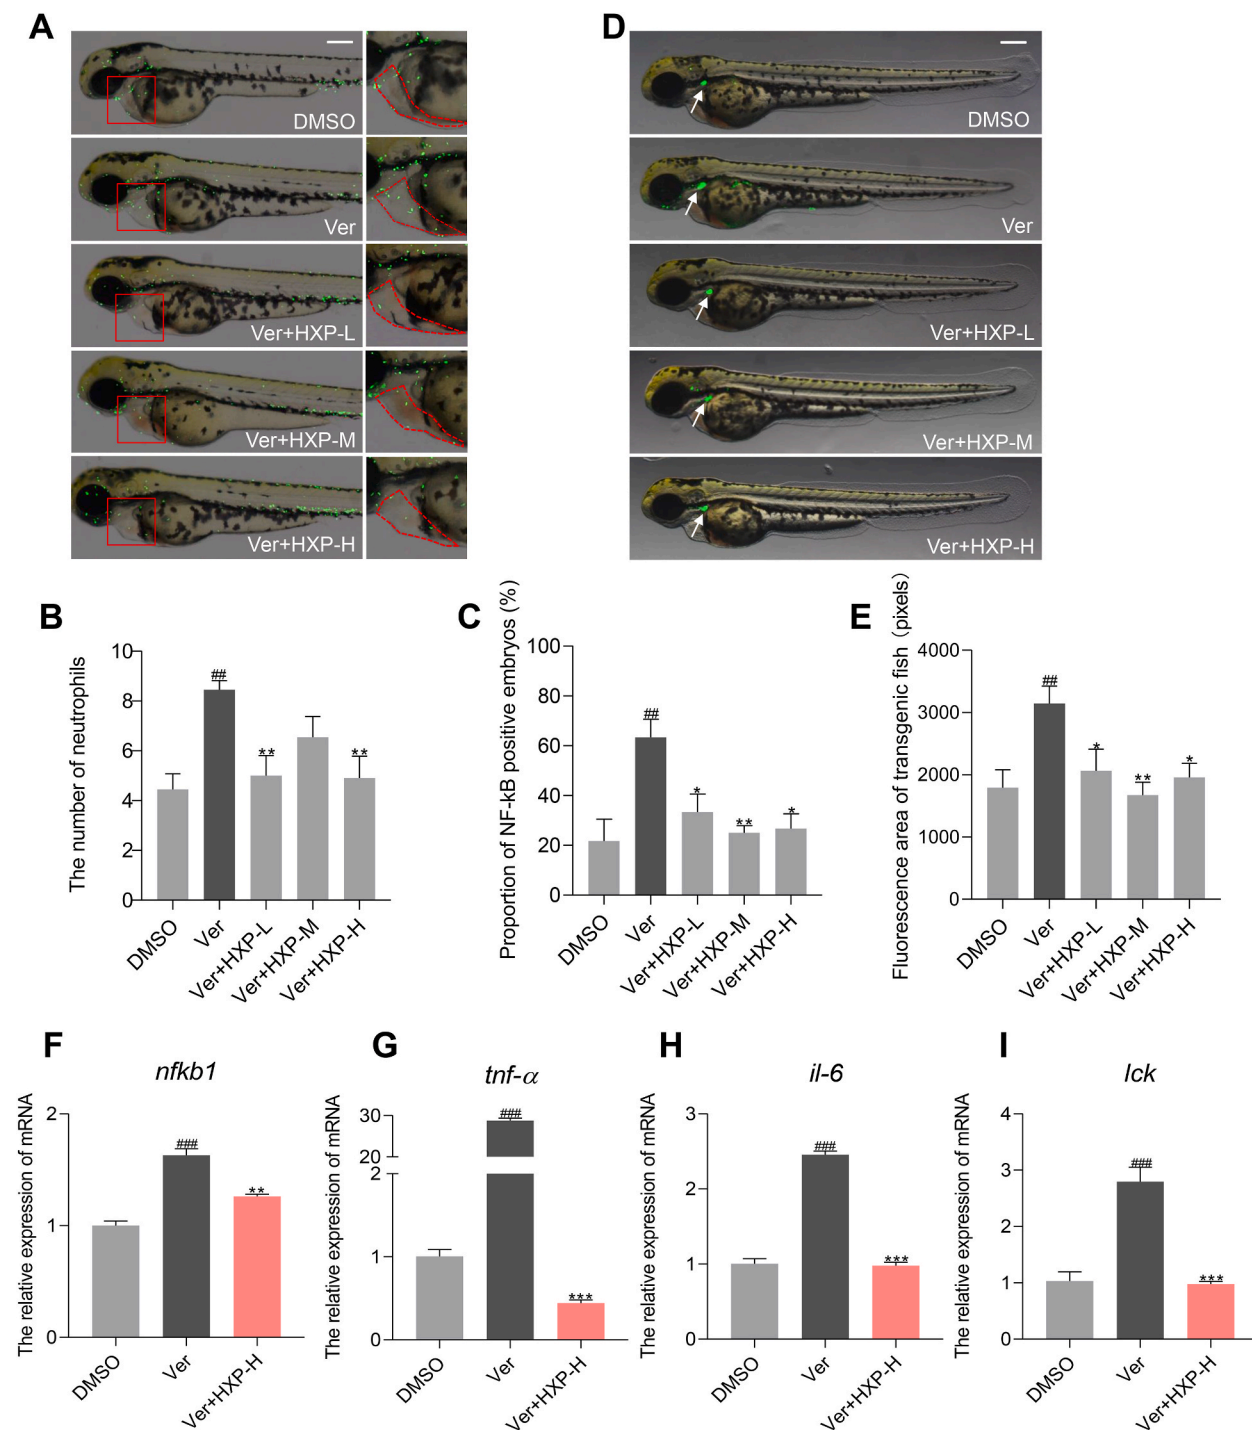 A
DMSO
Ver
Ver+HXP-L
Ver+HXP-M
Ver+HXP-H
D
DMSO
Ver
Ver+HXP-L
Ver+HXP-M
Ver+HXP-H
B
The number of neutrophils
10
8
6
4
2
0
##
**
**
DMSO
Ver
Ver+HXP-L
Ver+HXP-M
Ver+HXP-H
C
Proportion of NF-kB positive embryos (%)
100
80
60
40
20
0
##
*
**
*
DMSO
Ver
Ver+HXP-L
Ver+HXP-M
Ver+HXP-H
E
Fluorescence area of transgenic fish（pixels）
4000
3000
2000
1000
0
##
*
**
*
DMSO
Ver
Ver+HXP-L
Ver+HXP-M
Ver+HXP-H
F
nfkb1
The relative expression of mRNA
2
1
0
###
**
DMSO
Ver
Ver+HXP-H
G
tnf-α
The relative expression of mRNA
30
20
2
1
0
###
***
DMSO
Ver
Ver+HXP-H
H
il-6
The relative expression of mRNA
3
2
1
0
###
***
DMSO
Ver
Ver+HXP-H
I
lck
The relative expression of mRNA
4
3
2
1
0
###
***
DMSO
Ver
Ver+HXP-H